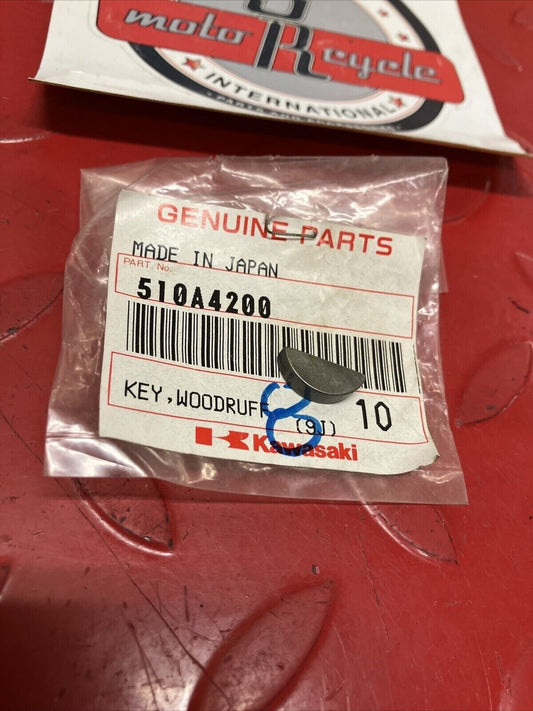 moto Rcycle
INTERNATIONAL
GENUINE PARTS
MADE IN JAPAN
PART. No.
510A4200
KEY, WOODRUFF
10
8
(9J)
Kawasaki